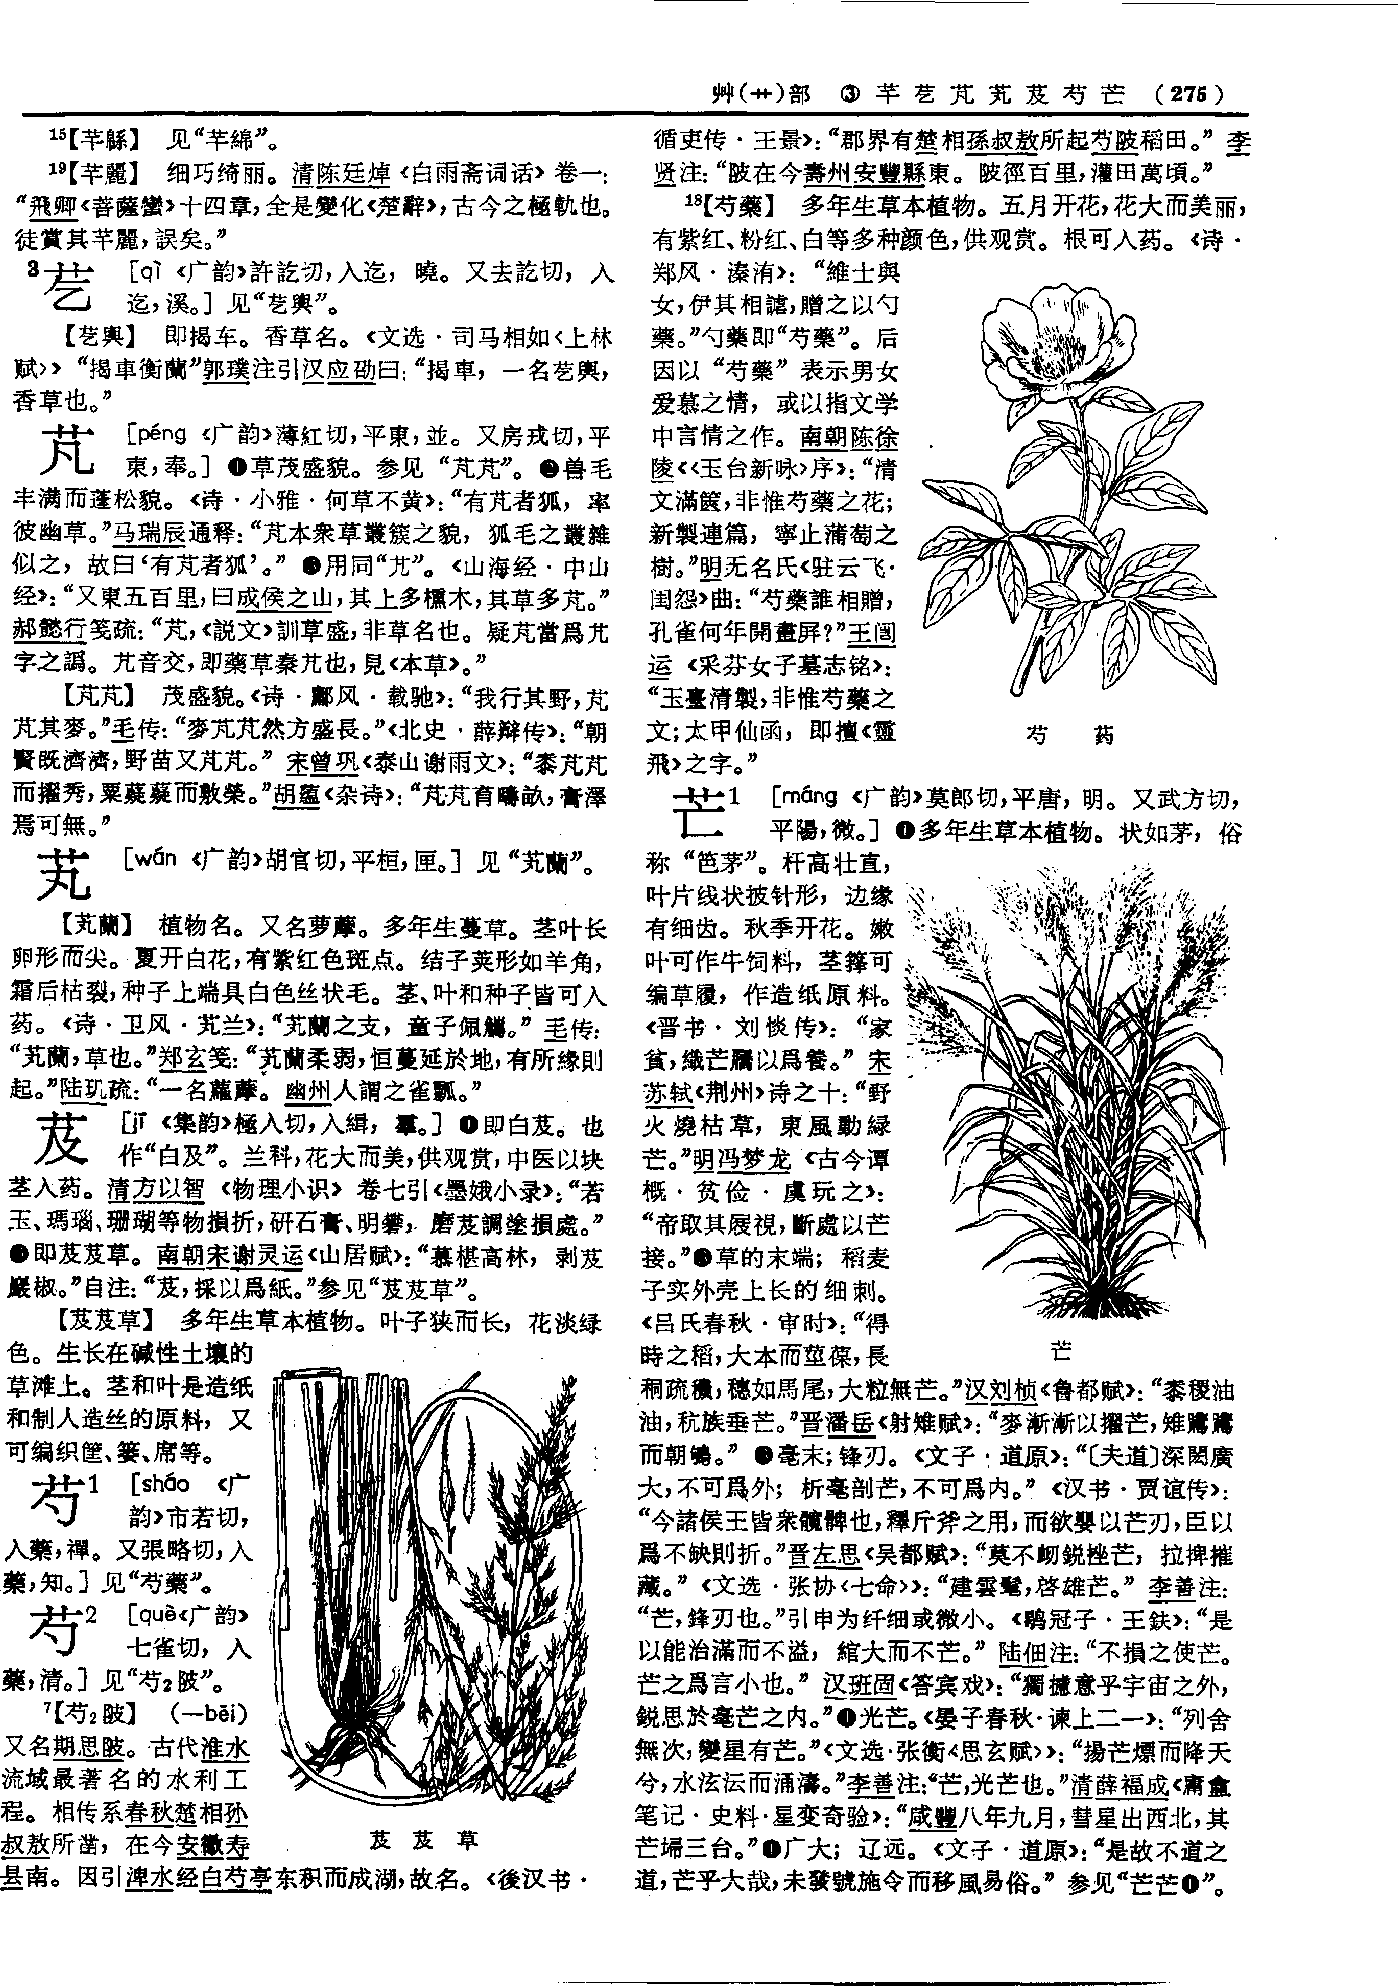 艸(艹)部 ③ 芉芞芃芄芨芍芒 (275)
¹⁵【芊緜】 见“芊綿”。
¹⁹【芊麗】 细巧绮丽。清陈廷焯《白雨斋词话》卷一：
“飛卿《菩薩蠻》十四章，全是變化《楚辭》，古今之極軌也。
徒賞其芊麗，誤矣。”
³芞 [qì 《广韵》許訖切，入迄，曉。又去訖切，入
迄，溪。] 见“芞輿”。
【芞輿】 即揭车。香草名。《文选·司马相如〈上林
赋〉》“揭車衡蘭”郭璞注引汉应劭曰：“揭車，一名芞輿，
香草也。”
芃 [péng 《广韵》薄紅切，平東，並。又房戎切，平
東，奉。] ❶草茂盛貌。参见“芃芃”。❷兽毛
丰满而蓬松貌。《诗·小雅·何草不黄》：“有芃者狐，率
彼幽草。”马瑞辰通释：“芃本衆草叢簇之貌，狐毛之叢雜
似之，故曰‘有芃者狐’。” ❸用同“艽”。《山海经·中山
经》：“又東五百里，曰成侯之山，其上多櫄木，其草多芃。”
郝懿行笺疏：“芃，《説文》訓草盛，非草名也。疑芃當爲艽
字之譌。艽音交，即藥草秦艽也，見《本草》。”
【芃芃】 茂盛貌。《诗·鄘风·载驰》：“我行其野，芃
芃其麥。”毛传：“麥芃芃然方盛長。”《北史·薛辩传》：“朝
賢既濟濟，野苗又芃芃。” 宋曾巩《泰山谢雨文》：“黍芃芃
而擢秀，粟薿薿而敷榮。”胡蕴《杂诗》：“芃芃育疇畝，膏澤
焉可無。”
芄 [wán 《广韵》胡官切，平桓，匣。] 见“芄蘭”。
【芄蘭】 植物名。又名萝藦。多年生蔓草。茎叶长
卵形而尖。夏开白花，有紫红色斑点。结子荚形如羊角，
霜后枯裂，种子上端具白色丝状毛。茎、叶和种子皆可入
药。《诗·卫风·芄兰》：“芄蘭之支，童子佩觿。” 毛传：
“芄蘭，草也。”郑玄笺：“芄蘭柔弱，恒蔓延於地，有所緣則
起。”陆玑疏：“一名蘿藦。幽州人謂之雀瓢。”
芨 [jī 《集韵》極入切，入緝，羣。] ❶即白芨。也
作“白及”。兰科，花大而美，供观赏，中医以块
茎入药。清方以智《物理小识》卷七引《墨娥小录》：“若
玉、瑪瑙、珊瑚等物損折，研石膏、明礬，磨芨調塗損處。”
❷即芨芨草。南朝宋谢灵运《山居赋》：“慕椹高林，剥芨
巖椒。”自注：“芨，採以爲紙。”参见“芨芨草”。
【芨芨草】 多年生草本植物。叶子狭而长，花淡绿
色。生长在碱性土壤的
草滩上。茎和叶是造纸
和制人造丝的原料，又
可编织筐、篓、席等。
芍1 [sháo 《广
韵》市若切，
入藥，禪。又張略切，入
藥，知。] 见“芍藥”。
芍2 [què《广韵》
七雀切，入
藥，清。] 见“芍₂陂”。
⁷【芍₂陂】 (—bēi)
又名期思陂。古代淮水
流域最著名的水利工
程。相传系春秋楚相孙
叔敖所凿，在今安徽寿
县南。因引淠水经白芍亭东积而成湖，故名。《後汉书·
芨芨草
循吏传·王景》：“郡界有楚相孫叔敖所起芍陂稻田。” 李
贤注：“陂在今壽州安豐縣東。陂徑百里，灌田萬頃。”
¹⁸【芍藥】 多年生草本植物。五月开花，花大而美丽，
有紫红、粉红、白等多种颜色，供观赏。根可入药。《诗·
郑风·溱洧》：“維士與
女，伊其相謔，贈之以勺
藥。”勺藥即“芍藥”。后
因以“芍藥”表示男女
爱慕之情，或以指文学
中言情之作。南朝陈徐
陵《〈玉台新咏〉序》：“清
文滿篋，非惟芍藥之花；
新製連篇，寧止蒲萄之
樹。”明无名氏《驻云飞·
闺怨》曲：“芍藥誰相贈，
孔雀何年開畫屏？”王闿
运《采芬女子墓志铭》：
“玉臺清製，非惟芍藥之
文；太甲仙函，即擅《靈
飛》之字。”
芍 药
芒1 [máng 《广韵》莫郎切，平唐，明。又武方切，
平陽，微。] ❶多年生草本植物。状如茅，俗
称“笆茅”。杆高壮直，
叶片线状披针形，边缘
有细齿。秋季开花。嫩
叶可作牛饲料，茎箨可
编草履，作造纸原料。
《晋书·刘惔传》：“家
貧，織芒屩以爲養。” 宋
苏轼《荆州》诗之十：“野
火燒枯草，東風動緑
芒。”明冯梦龙《古今谭
概·贫俭·虞玩之》：
“帝取其屐視，斷處以芒
接。”❷草的末端；稻麦
子实外壳上长的细刺。
《吕氏春秋·审时》：“得
時之稻，大本而莖葆，長
秱疏穖，穗如馬尾，大粒無芒。”汉刘桢《鲁都赋》：“黍稷油
油，秔族垂芒。”晋潘岳《射雉赋》：“麥漸漸以擢芒，雉鷕鷕
而朝鴝。” ❸毫末；锋刃。《文子·道原》：“〔夫道〕深閎廣
大，不可爲外；析毫剖芒，不可爲内。”《汉书·贾谊传》：
“今諸侯王皆衆髖髀也，釋斤斧之用，而欲嬰以芒刃，臣以
爲不缺則折。”晋左思《吴都赋》：“莫不衂鋭挫芒，拉捭摧
藏。”《文选·张协〈七命〉》：“建雲髦，啓雄芒。” 李善注：
“芒，鋒刃也。”引申为纤细或微小。《鹖冠子·王鈇》：“是
以能治滿而不溢，綰大而不芒。” 陆佃注：“不損之使芒。
芒之爲言小也。” 汉班固《答宾戏》：“獨攄意乎宇宙之外，
鋭思於毫芒之内。”❹光芒。《晏子春秋·谏上二一》：“列舍
無次，變星有芒。”《文选·张衡〈思玄赋〉》：“揚芒熛而降天
兮，水泫沄而涌濤。”李善注：“芒，光芒也。”清薛福成《庸盦
笔记·史料·星变奇验》：“咸豐八年九月，彗星出西北，其
芒埽三台。”❺广大；辽远。《文子·道原》：“是故不道之
道，芒乎大哉，未發號施令而移風易俗。” 参见“芒芒❶”。
芒